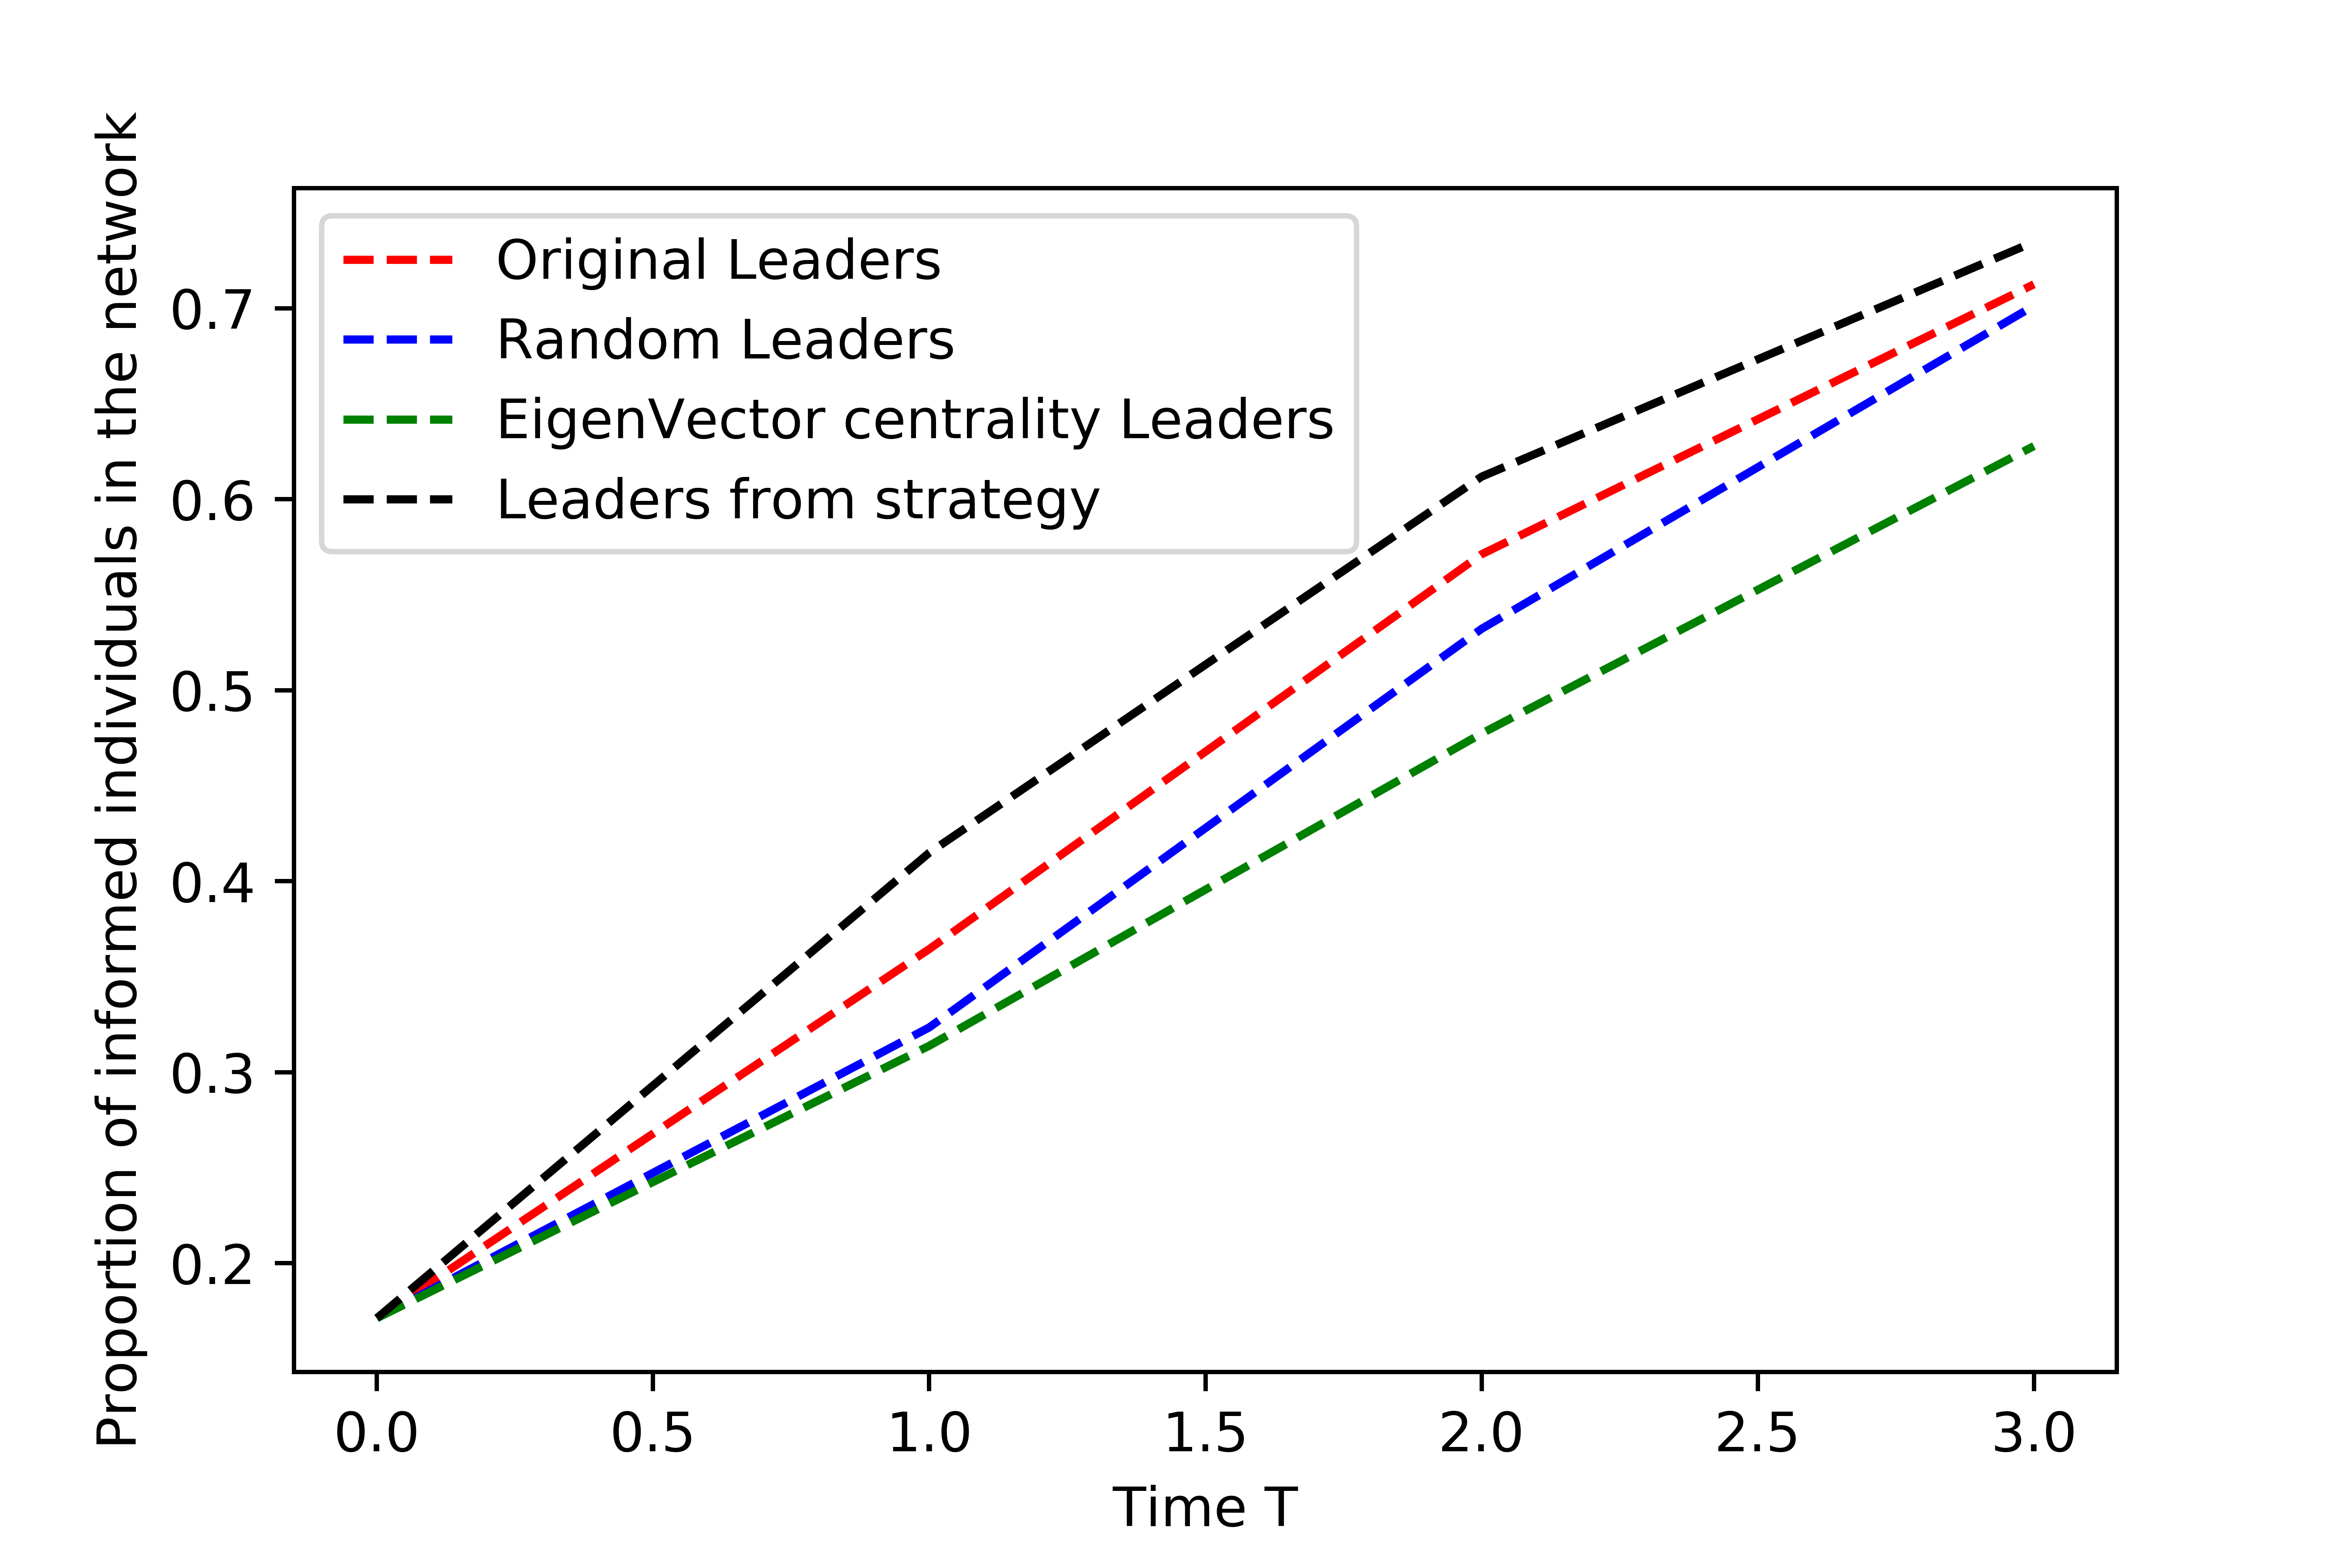 Proportion of informed individuals in the network
Original Leaders
Random Leaders
EigenVector centrality Leaders
Leaders from strategy
0.7
0.6
0.5
0.4
0.3
0.2
0.0 0.5 1.0 1.5 2.0 2.5 3.0
Time T